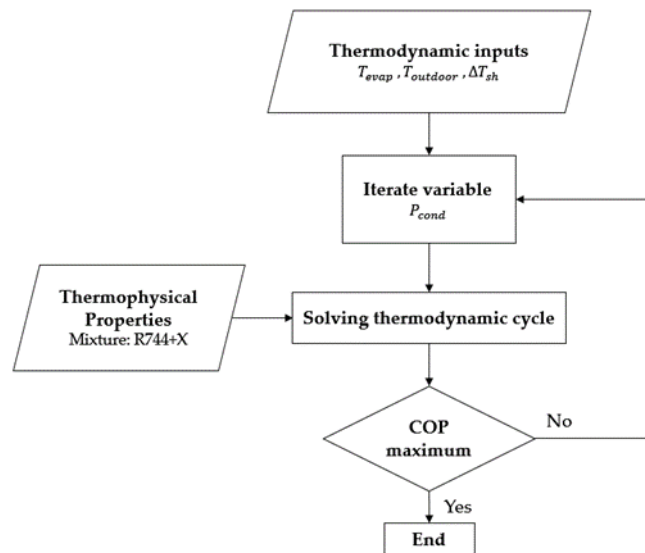 Thermodynamic inputs
T_evap , T_outdoor , ΔT_sh
Iterate variable
P_cond
Thermophysical
Properties
Mixture: R744+X
Solving thermodynamic cycle
COP
maximum
No
Yes
End